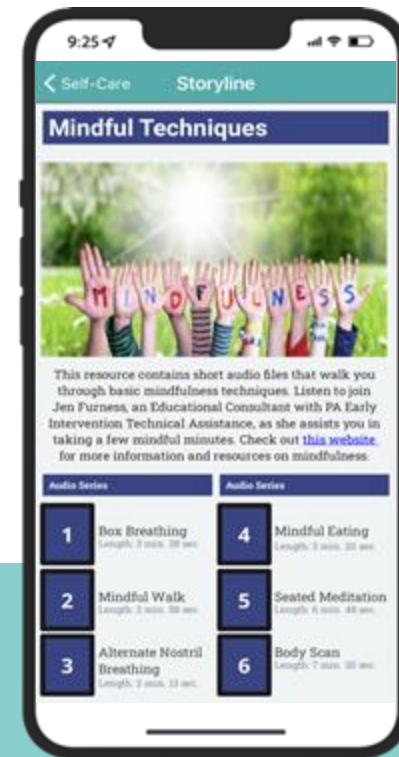 9:25
Self-Care
Storyline
Mindful Techniques
MINDFULNESS
This resource contains short audio files that walk you
through basic mindfulness techniques. Listen to join
Jen Furness, an Educational Consultant with PA Early
Intervention Technical Assistance, as she assists you in
taking a few mindful minutes. Check out this website
for more information and resources on mindfulness.
Audio Series
1
Box Breathing
2
Mindful Walk
3
Alternate Nostril
Breathing
Audio Series
4
Mindful Eating
5
Seated Meditation
6
Body Scan